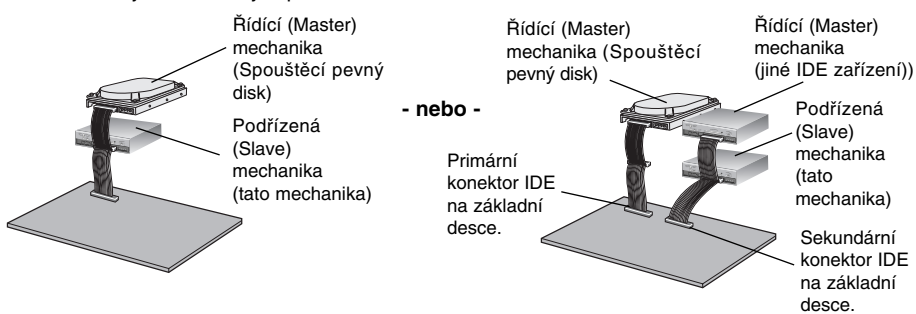 Řídící (Master)
mechanika
(Spouštěcí pevný
disk)
Podřízená
(Slave)
mechanika
(tato mechanika)
- nebo -
Řídící (Master)
mechanika (Spouštěcí
pevný disk)
Řídící (Master)
mechanika
(jiné IDE zařízení))
Podřízená
(Slave)
mechanika
(tato
mechanika)
Primární
konektor IDE
na základní
desce.
Sekundární
konektor IDE
na základní
desce.